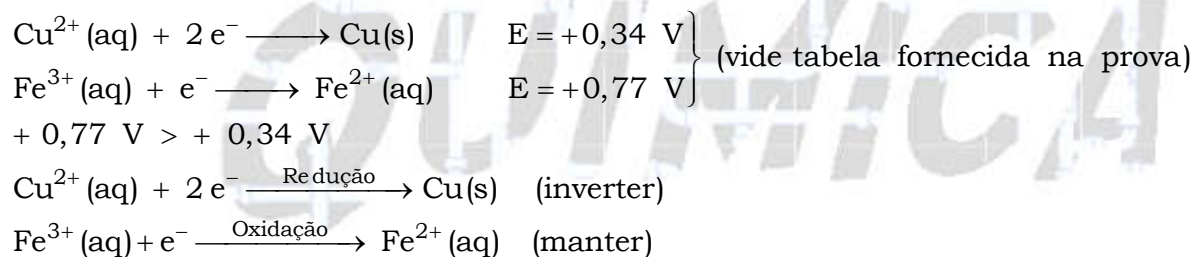 QUÍMICA
Cu²⁺ (aq) + 2 e⁻ ⟶ Cu(s) E = +0,34 V
Fe³⁺ (aq) + e⁻ ⟶ Fe²⁺ (aq) E = +0,77 V} (vide tabela fornecida na prova)
+ 0,77 V > + 0,34 V
Cu²⁺ (aq) + 2 e⁻ —Redução→ Cu(s) (inverter)
Fe³⁺ (aq) + e⁻ —Oxidação→ Fe²⁺ (aq) (manter)